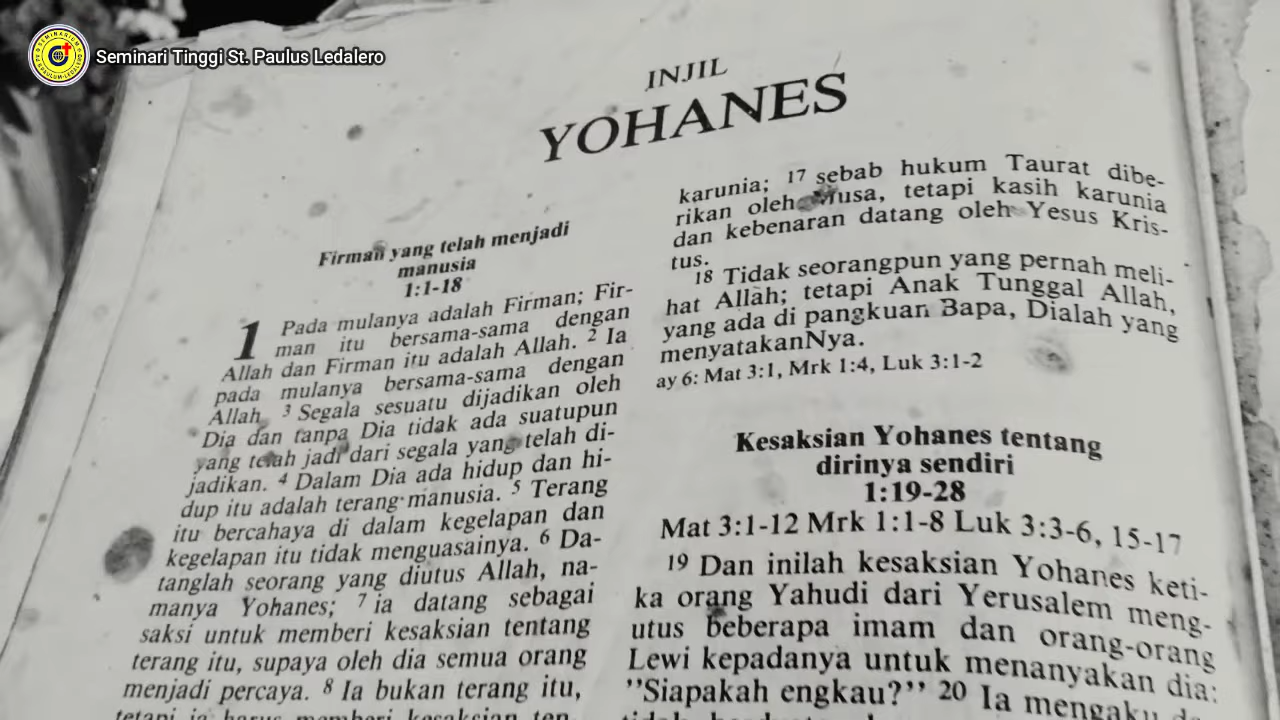 Seminari Tinggi St. Paulus Ledalero
INJIL
YOHANES
Firman yang telah menjadi
manusia
1:1-18
1 Pada mulanya adalah Firman; Fir-
man itu bersama-sama dengan
Allah dan Firman itu adalah Allah. 2 Ia
pada mulanya bersama-sama dengan
Allah. 3 Segala sesuatu dijadikan oleh
Dia dan tanpa Dia tidak ada suatupun
yang telah jadi dari segala yang telah di-
jadikan. 4 Dalam Dia ada hidup dan hi-
dup itu adalah terang manusia. 5 Terang
itu bercahaya di dalam kegelapan dan
kegelapan itu tidak menguasainya. 6 Da-
tanglah seorang yang diutus Allah, na-
manya Yohanes; 7 ia datang sebagai
saksi untuk memberi kesaksian tentang
terang itu, supaya oleh dia semua orang
menjadi percaya. 8 Ia bukan terang itu,
tetapi ia harus memberi kesaksian ten-
karunia; 17 sebab hukum Taurat dibe-
rikan oleh Musa, tetapi kasih karunia
dan kebenaran datang oleh Yesus Kris-
tus.
18 Tidak seorangpun yang pernah meli-
hat Allah; tetapi Anak Tunggal Allah,
yang ada di pangkuan Bapa, Dialah yang
menyatakanNya.
ay 6: Mat 3:1, Mrk 1:4, Luk 3:1-2
Kesaksian Yohanes tentang
dirinya sendiri
1:19-28
Mat 3:1-12 Mrk 1:1-8 Luk 3:3-6, 15-17
19 Dan inilah kesaksian Yohanes keti-
ka orang Yahudi dari Yerusalem meng-
utus beberapa imam dan orang-orang
Lewi kepadanya untuk menanyakan dia:
''Siapakah engkau?'' 20 Ia mengaku